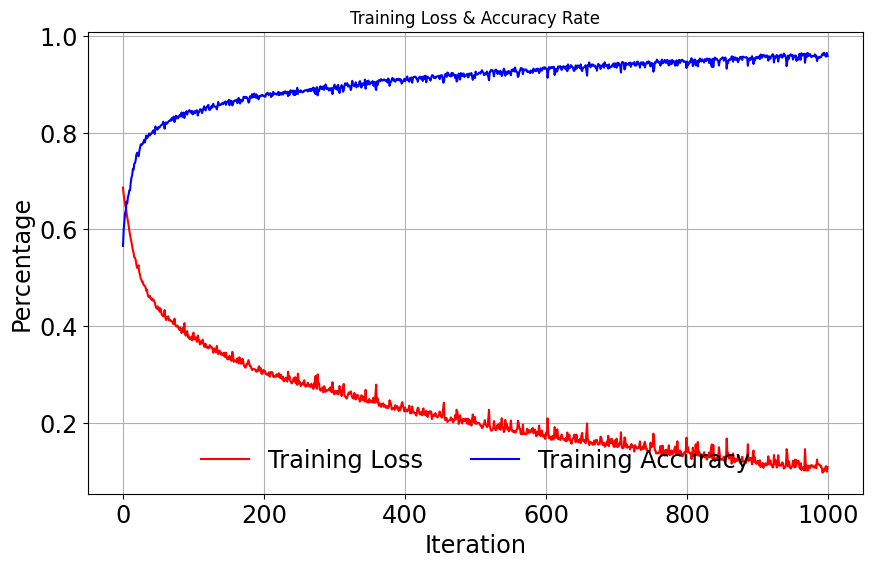 Training Loss & Accuracy Rate
1.0
0.8
0.6
0.4
0.2
Percentage
Training Loss Training Accuracy
0 200 400 600 800 1000
Iteration